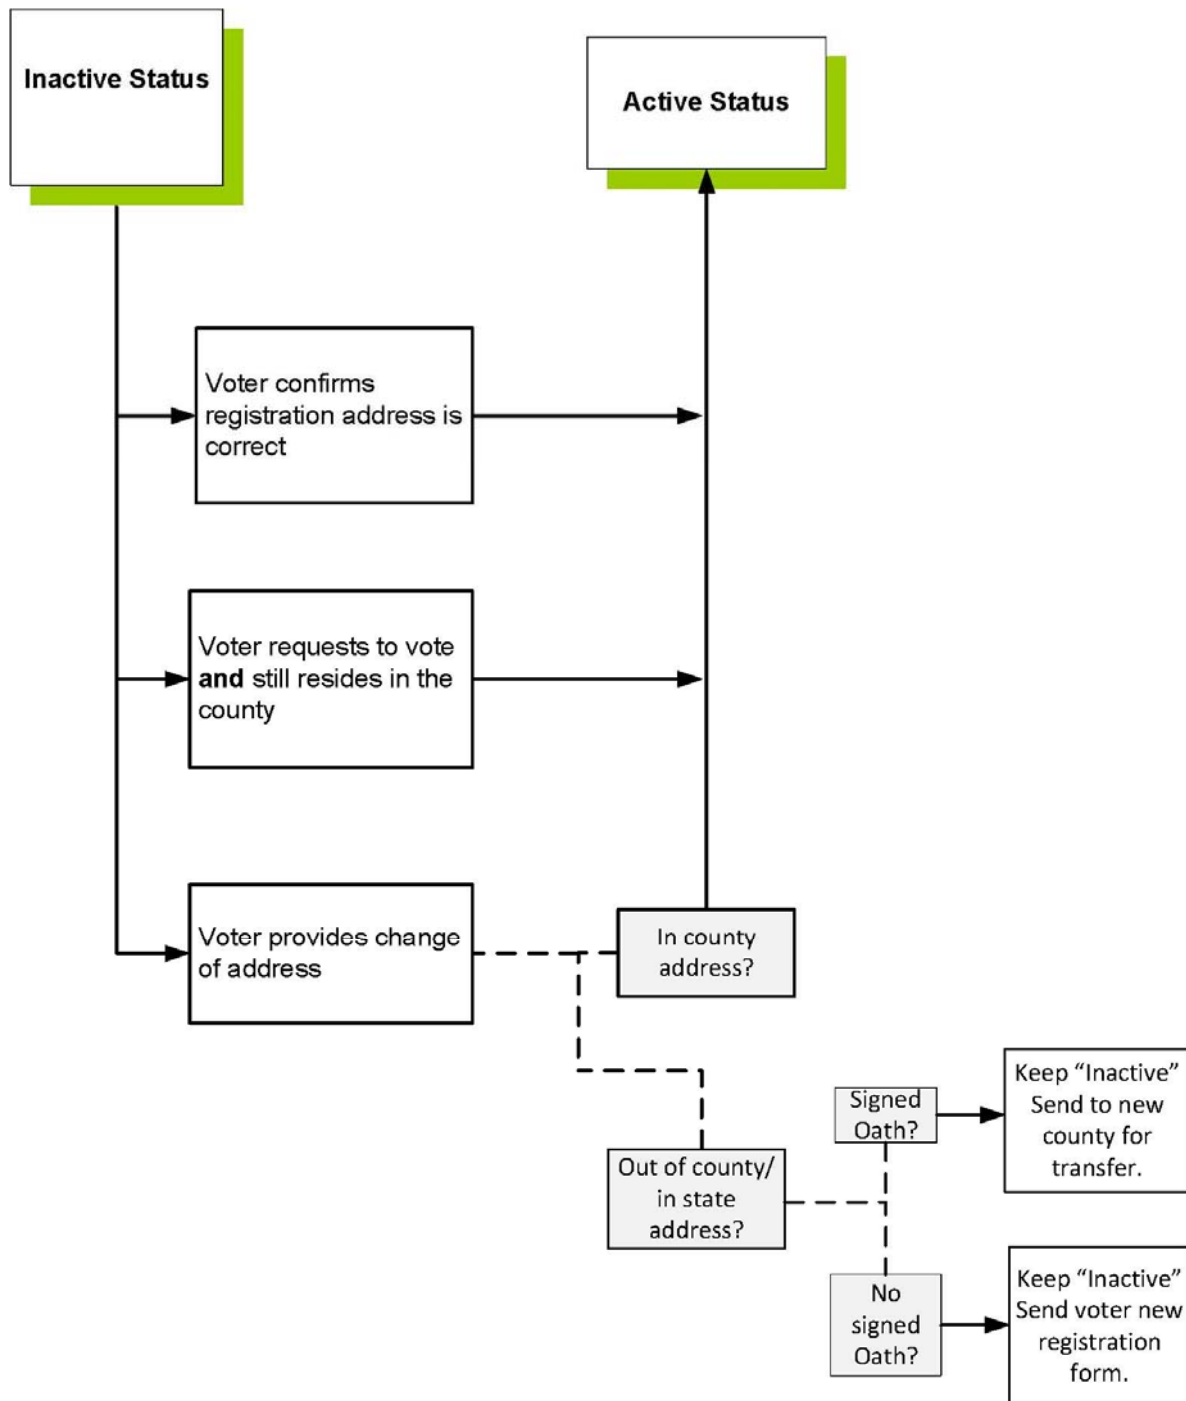 Inactive Status
Active Status
Voter confirms
registration address is
correct
Voter requests to vote
and still resides in the
county
Voter provides change
of address
In county
address?
Out of county/
in state
address?
Signed
Oath?
Keep “Inactive”
Send to new
county for
transfer.
No
signed
Oath?
Keep “Inactive”
Send voter new
registration
form.